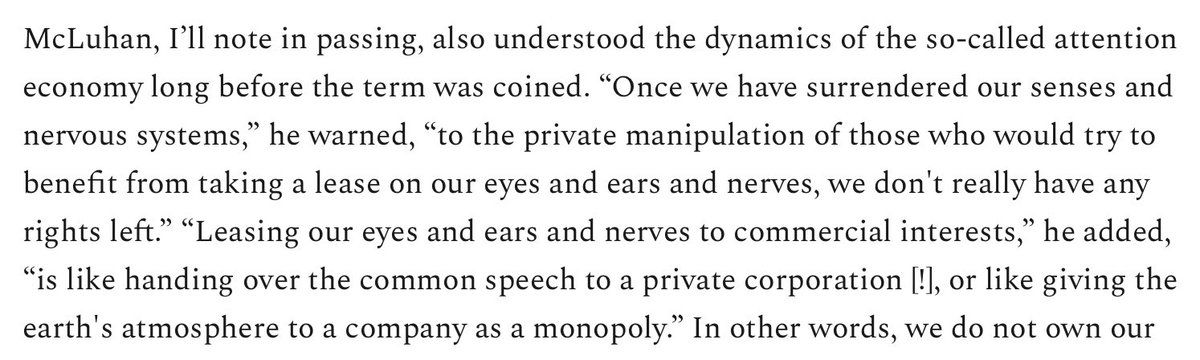 McLuhan, I’ll note in passing, also understood the dynamics of the so-called attention
economy long before the term was coined. “Once we have surrendered our senses and
nervous systems,” he warned, “to the private manipulation of those who would try to
benefit from taking a lease on our eyes and ears and nerves, we don't really have any
rights left.” “Leasing our eyes and ears and nerves to commercial interests,” he added,
“is like handing over the common speech to a private corporation [!], or like giving the
earth's atmosphere to a company as a monopoly.” In other words, we do not own our